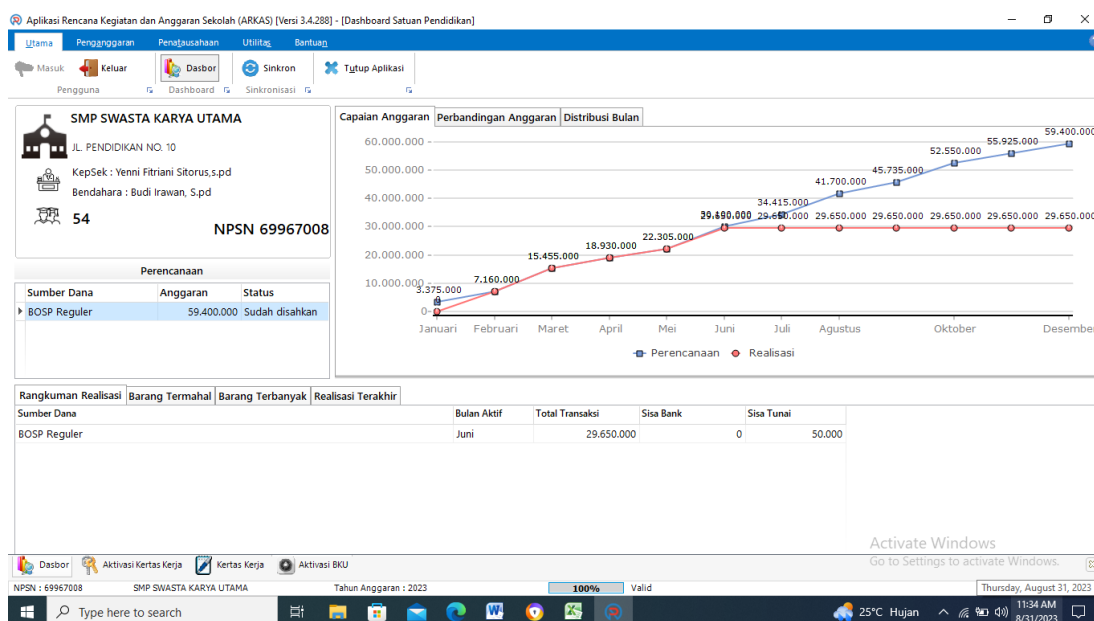 Aplikasi Rencana Kegiatan dan Anggaran Sekolah (ARKAS) [Versi 3.4.288] - [Dashboard Satuan Pendidikan]
Utama Penganggaran Penatausahaan Utilitas Bantuan
Masuk Keluar Dasbor Sinkron Tutup Aplikasi
Pengguna Dashboard Sinkronisasi
SMP SWASTA KARYA UTAMA
JL. PENDIDIKAN NO. 10
KepSek : Yenni Fitriani Sitorus,s.pd
Bendahara : Budi Irawan, S.pd
54
NPSN 69967008
Perencanaan
Sumber Dana Anggaran Status
BOSP Reguler 59.400.000 Sudah disahkan
Capaian Anggaran Perbandingan Anggaran Distribusi Bulan
60.000.000
50.000.000
40.000.000
30.000.000
20.000.000
10.000.000
0
3.375.000 7.160.000 15.455.000 18.930.000 22.305.000 34.415.000 41.700.000 45.735.000 52.550.000 55.925.000 59.400.000
0 29.650.000 29.650.000 29.650.000 29.650.000 29.650.000 29.650.000
Januari Februari Maret April Mei Juni Juli Agustus Oktober Desember
Perencanaan Realisasi
Rangkuman Realisasi Barang Termahal Barang Terbanyak Realisasi Terakhir
Sumber Dana Bulan Aktif Total Transaksi Sisa Bank Sisa Tunai
BOSP Reguler Juni 29.650.000 0 50.000
Activate Windows
Go to Settings to activate Windows.
Dasbor Aktivasi Kertas Kerja Kertas Kerja Aktivasi BKU
NPSN : 69967008 SMP SWASTA KARYA UTAMA Tahun Anggaran : 2023 100% Valid Thursday, August 31, 2023
Type here to search 25°C Hujan 11:34 AM
8/31/2023